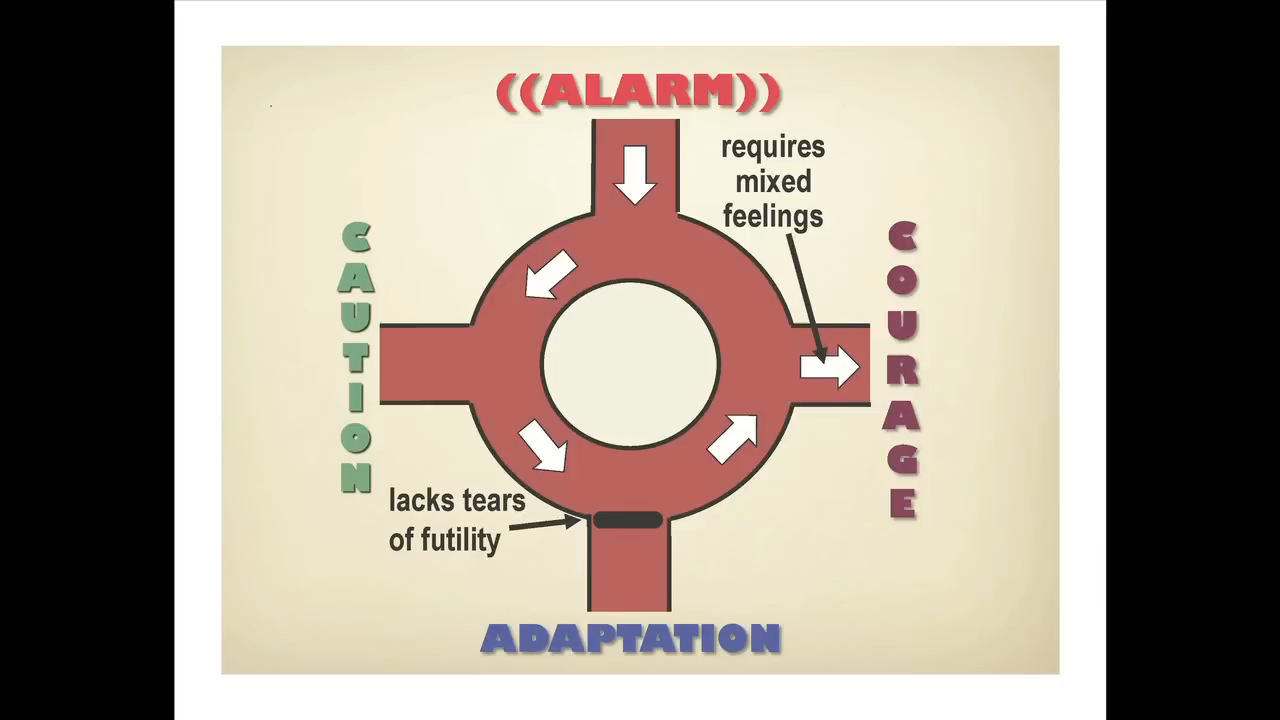 ((ALARM))
requires
mixed
feelings
CAUTION
COURAGE
lacks tears
of futility
ADAPTATION